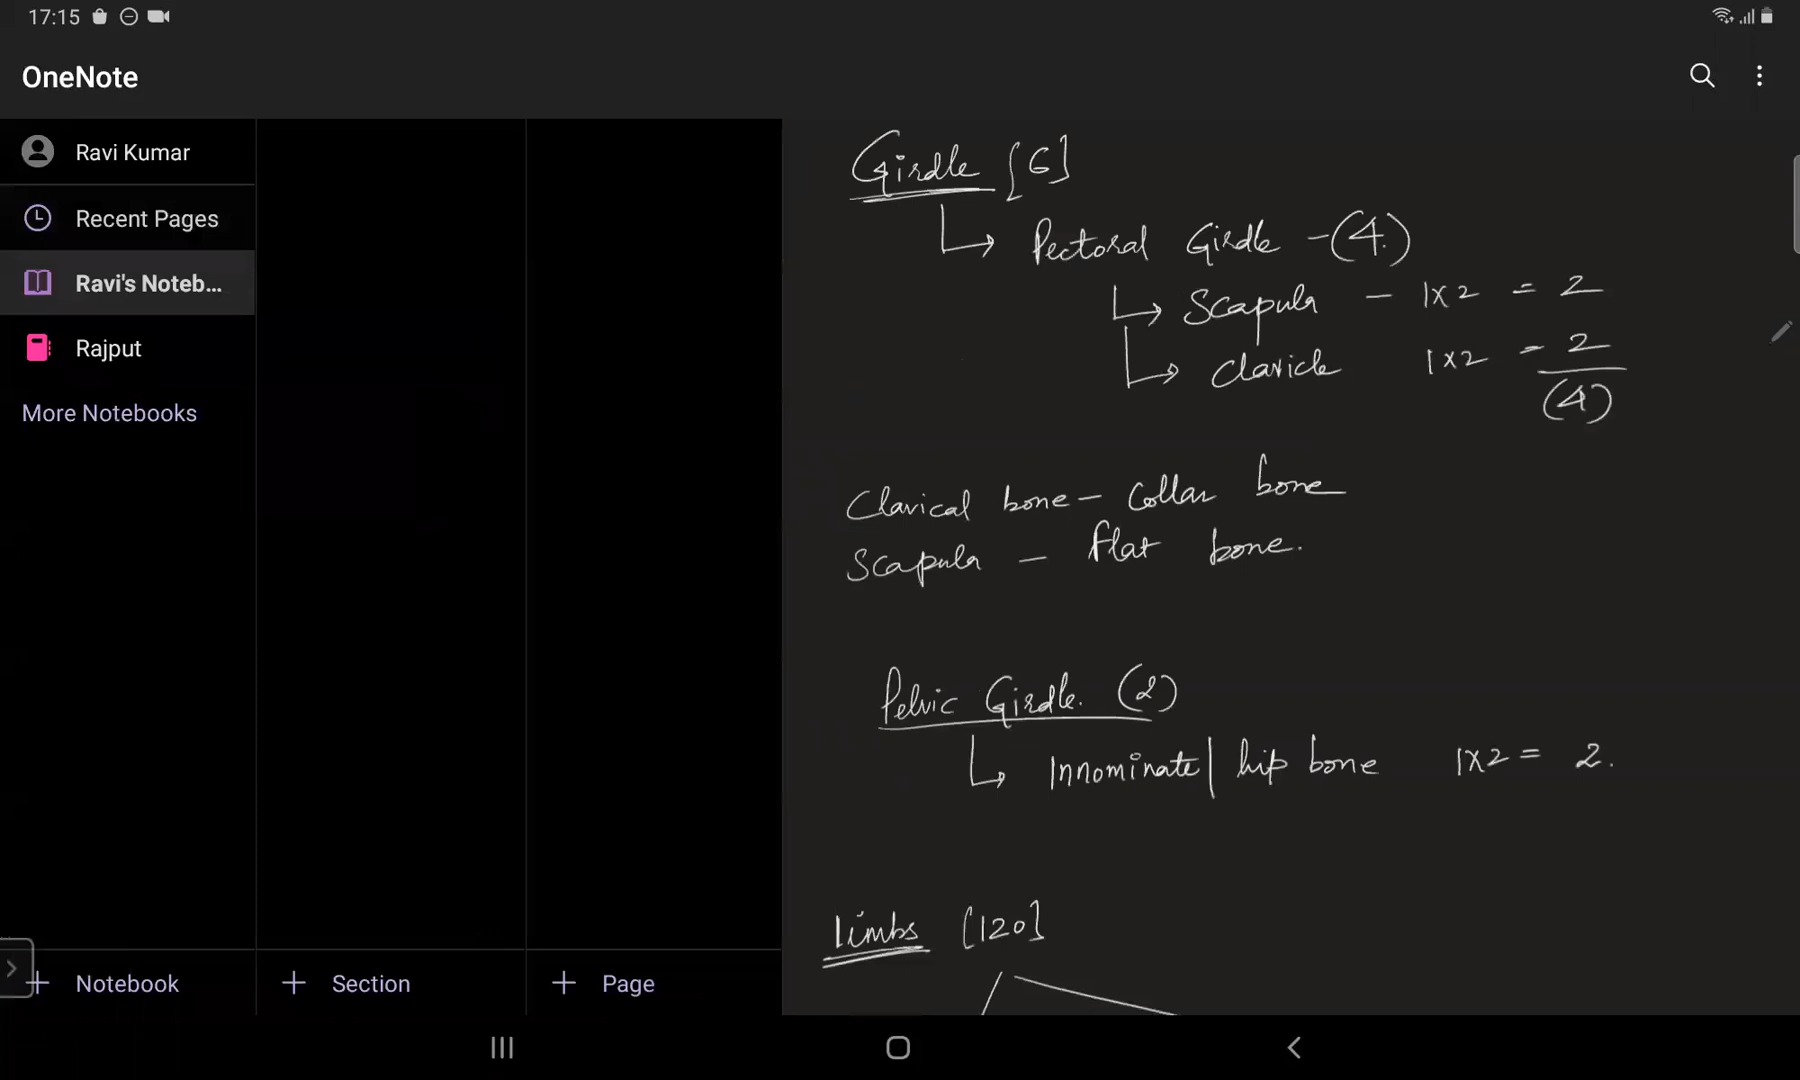 17:15
OneNote
Ravi Kumar
Recent Pages
Ravi's Noteb...
Rajput
More Notebooks
+ Notebook
+ Section
+ Page
Girdle [6]
Pectoral Girdle - (4)
Scapula - 1x2 = 2
Clavicle 1x2 = 2
(4)
Clavical bone - Collar bone
Scapula - flat bone.
Pelvic Girdle. (2)
Innominate | hip bone 1x2 = 2.
Limbs [120]